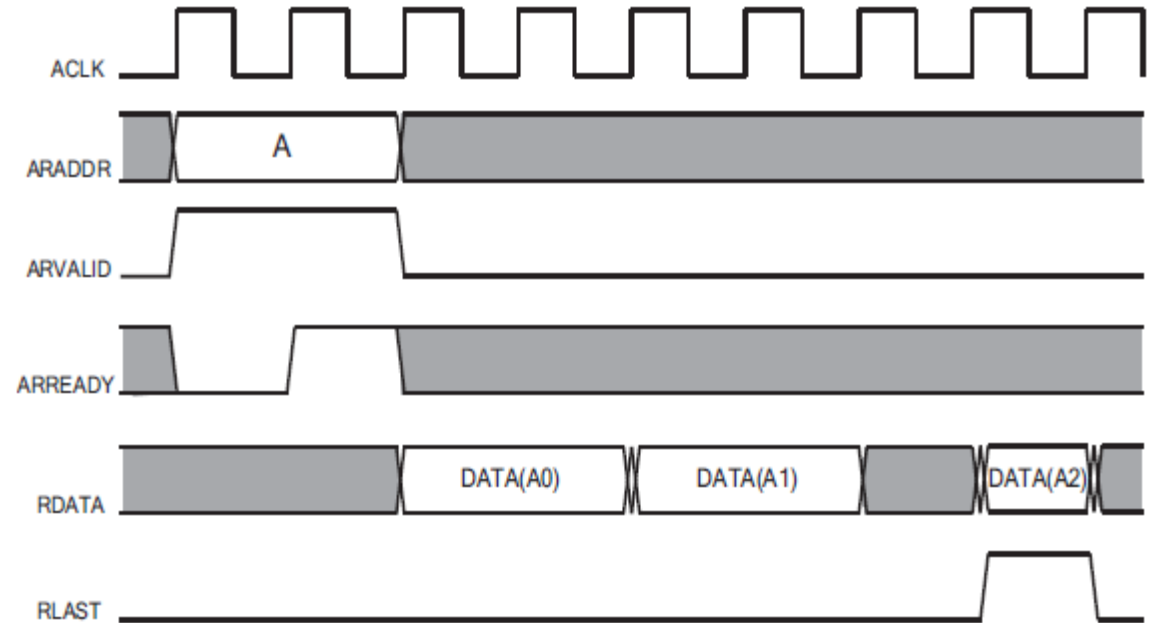 ACLK
ARADDR A
ARVALID
ARREADY
RDATA DATA(A0) DATA(A1) DATA(A2)
RLAST